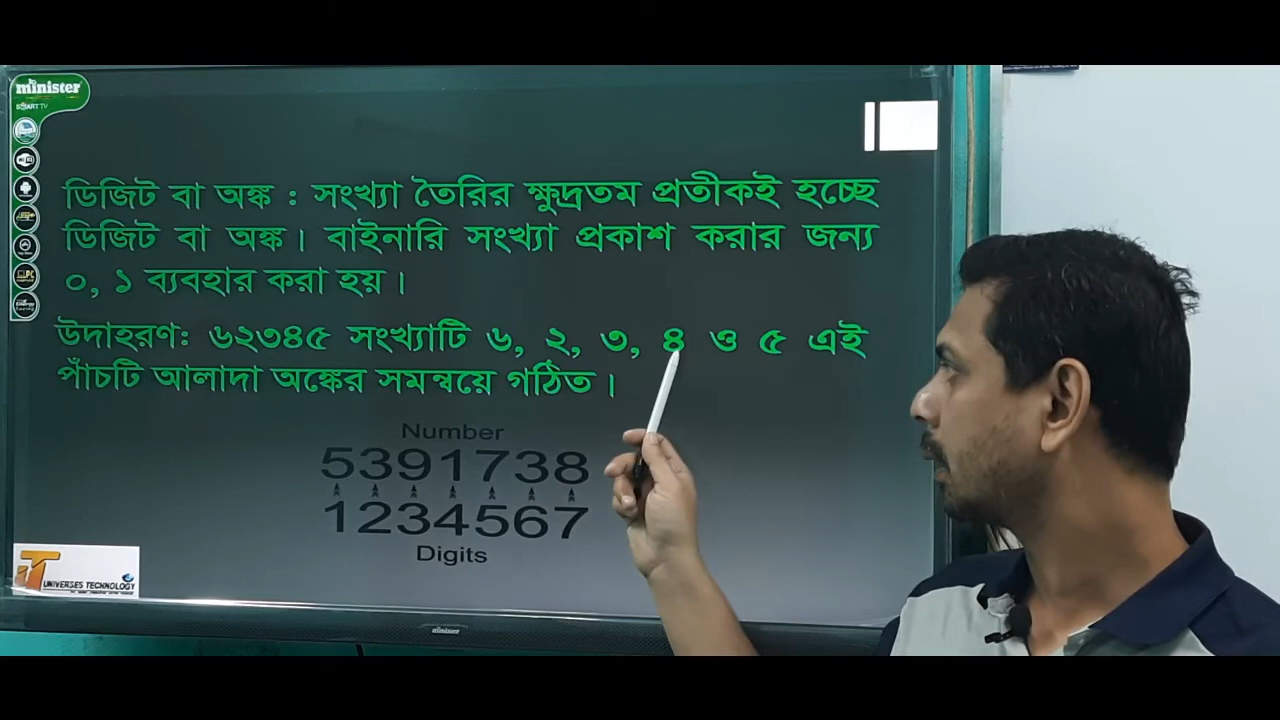 minister
SMART TV
ডিজিট বা অঙ্ক : সংখ্যা তৈরির ক্ষুদ্রতম প্রতীকই হচ্ছে
ডিজিট বা অঙ্ক। বাইনারি সংখ্যা প্রকাশ করার জন্য
০, ১ ব্যবহার করা হয়।
উদাহরণ: ৬২৩৪৫ সংখ্যাটি ৬, ২, ৩, ৪ ও ৫ এই
পাঁচটি আলাদা অঙ্কের সমন্বয়ে গঠিত।
Number
5391738
1234567
Digits
UNIVERSES TECHNOLOGY
minister